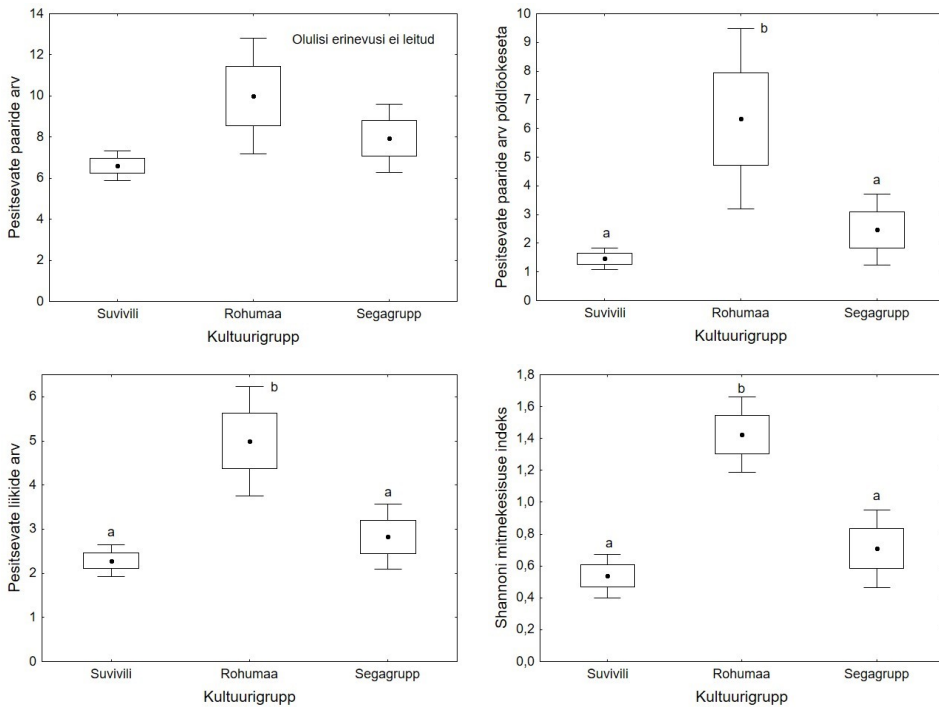 Pesitsevate paaride arv
14
12
10
8
6
4
2
0
Olulisi erinevusi ei leitud
Suvivili Rohumaa Segagrupp
Kultuurigrupp
Pesitsevate paaride arv põldlõokeseta
10
9
8
7
6
5
4
3
2
1
0
a b a
Suvivili Rohumaa Segagrupp
Kultuurigrupp
Pesitsevate liikide arv
6
5
4
3
2
1
0
a b a
Suvivili Rohumaa Segagrupp
Kultuurigrupp
Shannoni mitmekesisuse indeks
1,8
1,6
1,4
1,2
1,0
0,8
0,6
0,4
0,2
0,0
a b a
Suvivili Rohumaa Segagrupp
Kultuurigrupp